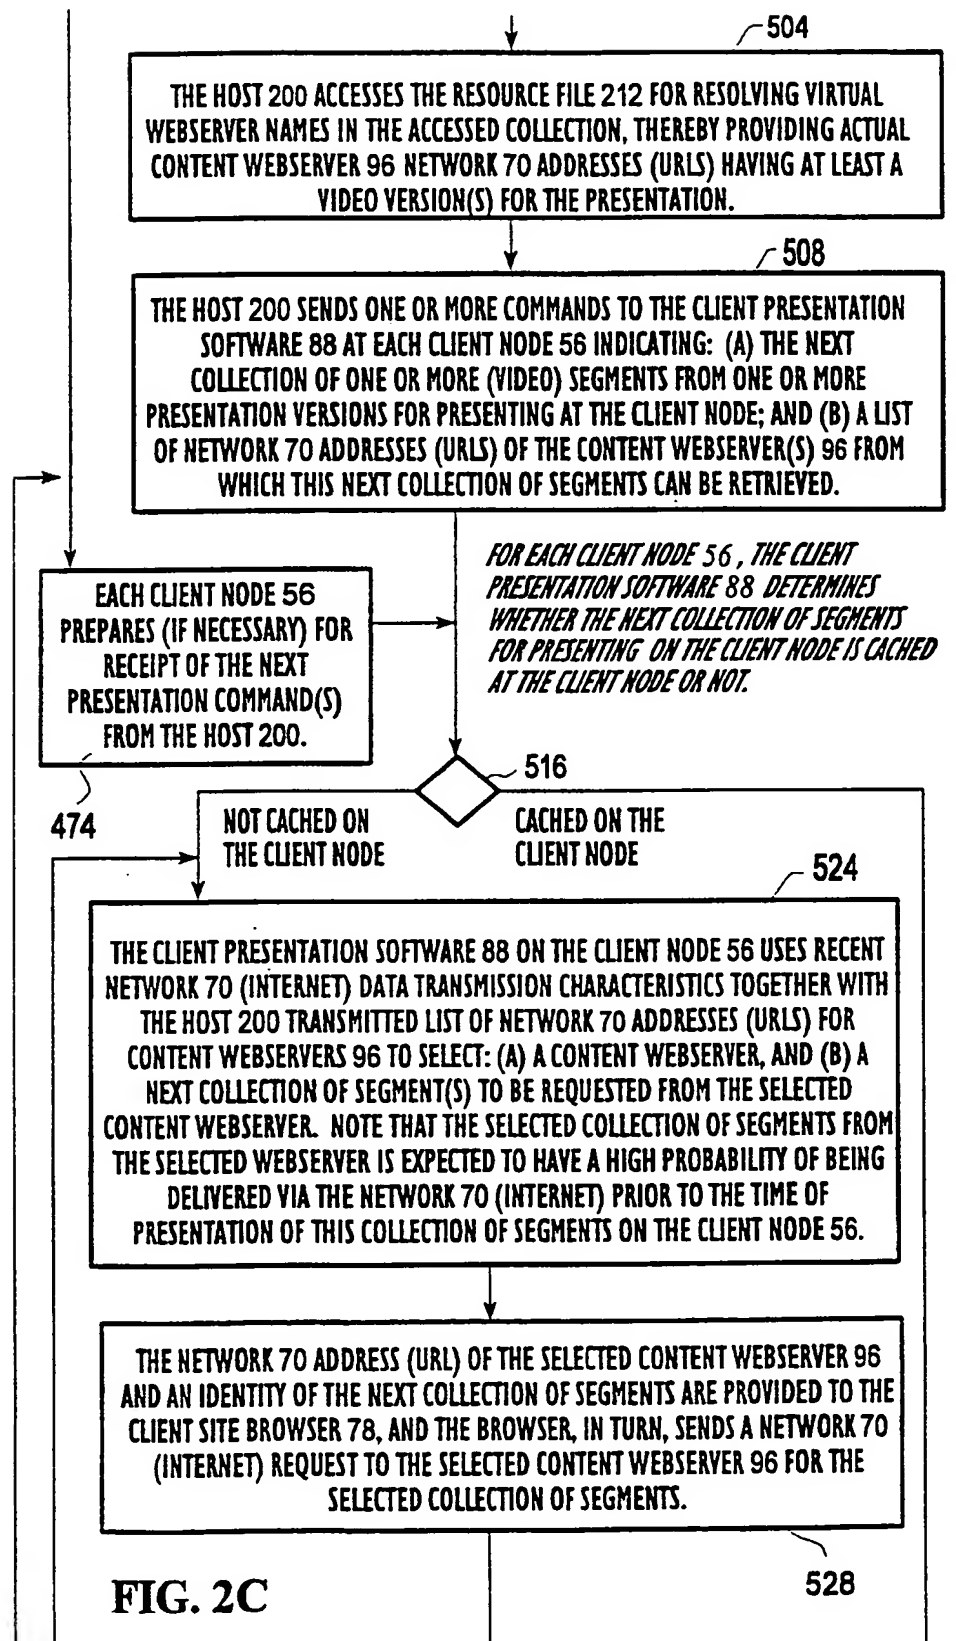 504
THE HOST 200 ACCESSES THE RESOURCE FILE 212 FOR RESOLVING VIRTUAL
WEBSERVER NAMES IN THE ACCESSED COLLECTION, THEREBY PROVIDING ACTUAL
CONTENT WEBSERVER 96 NETWORK 70 ADDRESSES (URLS) HAVING AT LEAST A
VIDEO VERSION(S) FOR THE PRESENTATION.
508
THE HOST 200 SENDS ONE OR MORE COMMANDS TO THE CLIENT PRESENTATION
SOFTWARE 88 AT EACH CLIENT NODE 56 INDICATING: (A) THE NEXT
COLLECTION OF ONE OR MORE (VIDEO) SEGMENTS FROM ONE OR MORE
PRESENTATION VERSIONS FOR PRESENTING AT THE CLIENT NODE; AND (B) A LIST
OF NETWORK 70 ADDRESSES (URLS) OF THE CONTENT WEBSERVER(S) 96 FROM
WHICH THIS NEXT COLLECTION OF SEGMENTS CAN BE RETRIEVED.
FOR EACH CLIENT NODE 56, THE CLIENT
PRESENTATION SOFTWARE 88 DETERMINES
WHETHER THE NEXT COLLECTION OF SEGMENTS
FOR PRESENTING ON THE CLIENT NODE IS CACHED
AT THE CLIENT NODE OR NOT.
EACH CLIENT NODE 56
PREPARES (IF NECESSARY) FOR
RECEIPT OF THE NEXT
PRESENTATION COMMAND(S)
FROM THE HOST 200.
474
516
NOT CACHED ON
THE CLIENT NODE
CACHED ON THE
CLIENT NODE
524
THE CLIENT PRESENTATION SOFTWARE 88 ON THE CLIENT NODE 56 USES RECENT
NETWORK 70 (INTERNET) DATA TRANSMISSION CHARACTERISTICS TOGETHER WITH
THE HOST 200 TRANSMITTED LIST OF NETWORK 70 ADDRESSES (URLS) FOR
CONTENT WEBSERVERS 96 TO SELECT: (A) A CONTENT WEBSERVER, AND (B) A
NEXT COLLECTION OF SEGMENT(S) TO BE REQUESTED FROM THE SELECTED
CONTENT WEBSERVER. NOTE THAT THE SELECTED COLLECTION OF SEGMENTS FROM
THE SELECTED WEBSERVER IS EXPECTED TO HAVE A HIGH PROBABILITY OF BEING
DELIVERED VIA THE NETWORK 70 (INTERNET) PRIOR TO THE TIME OF
PRESENTATION OF THIS COLLECTION OF SEGMENTS ON THE CLIENT NODE 56.
THE NETWORK 70 ADDRESS (URL) OF THE SELECTED CONTENT WEBSERVER 96
AND AN IDENTITY OF THE NEXT COLLECTION OF SEGMENTS ARE PROVIDED TO THE
CLIENT SITE BROWSER 78, AND THE BROWSER, IN TURN, SENDS A NETWORK 70
(INTERNET) REQUEST TO THE SELECTED CONTENT WEBSERVER 96 FOR THE
SELECTED COLLECTION OF SEGMENTS.
528
FIG. 2C